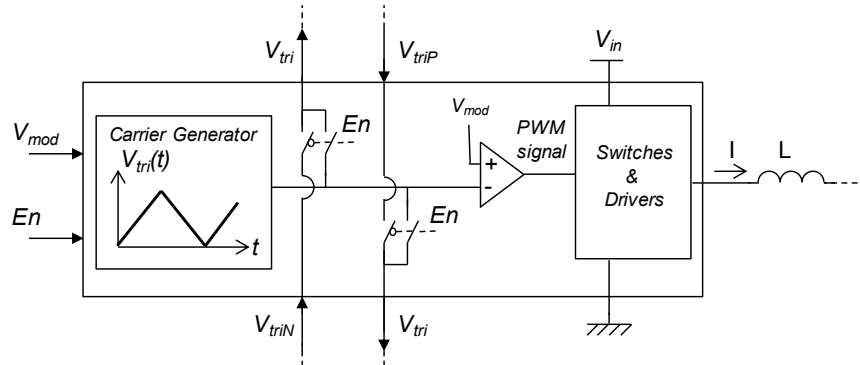 V_tri
V_triP
V_in
V_mod
Carrier Generator
V_tri(t)
t
En
V_mod
+
-
PWM
signal
Switches
&
Drivers
I
L
En
En
V_triN
V_tri